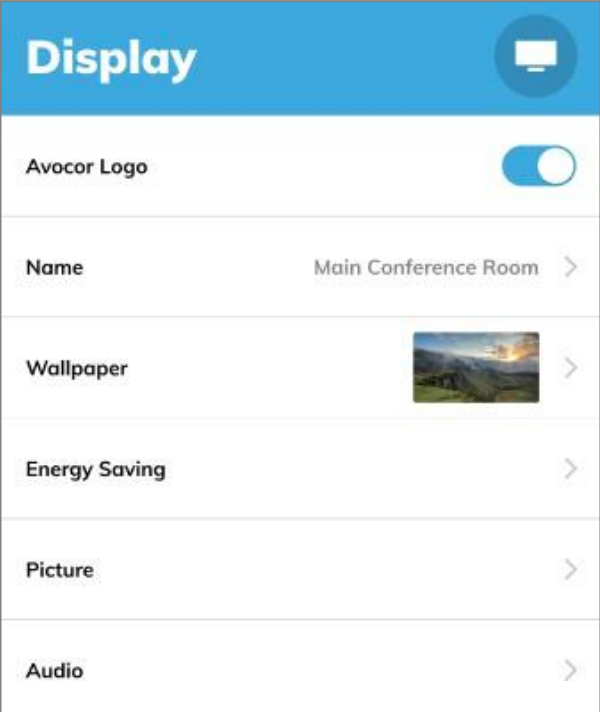 Display
Avocor Logo
Name Main Conference Room
Wallpaper
Energy Saving
Picture
Audio